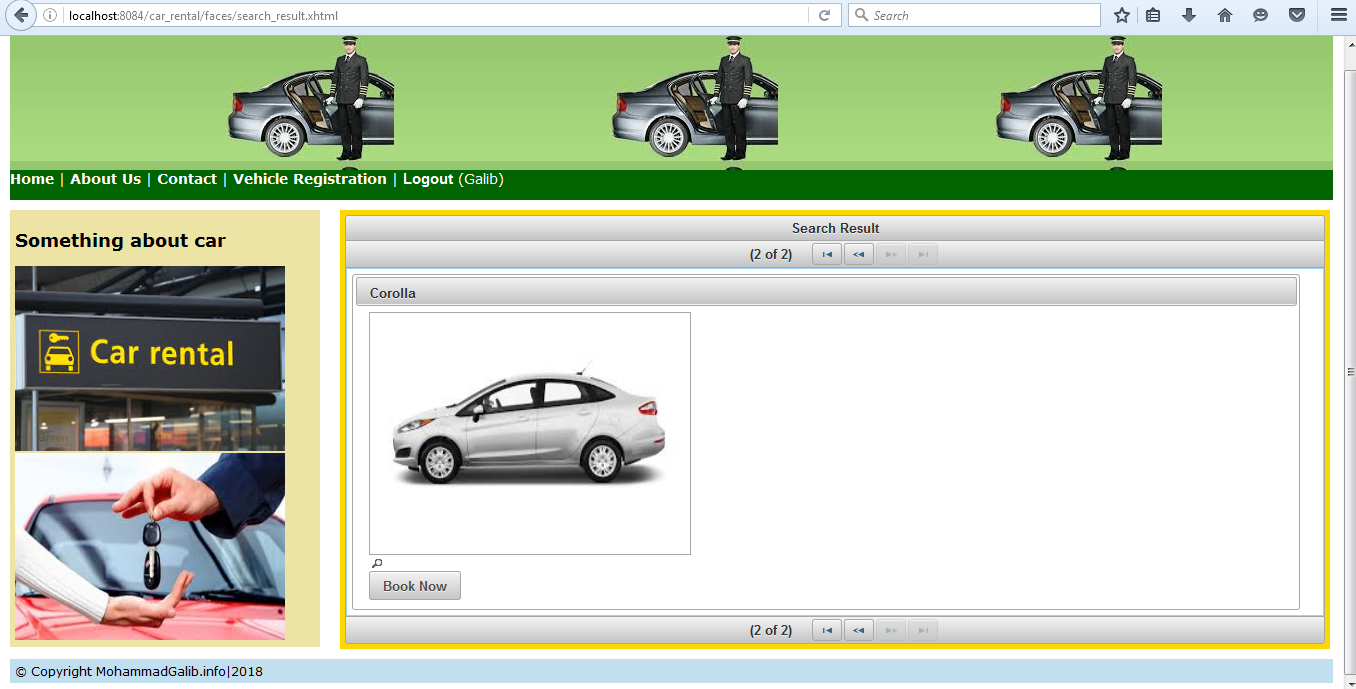 localhost:8084/car_rental/faces/search_result.xhtml
Search
Home | About Us | Contact | Vehicle Registration | Logout (Galib)
Something about car
Car rental
Search Result
(2 of 2)
Corolla
Book Now
(2 of 2)
© Copyright MohammadGalib.info|2018